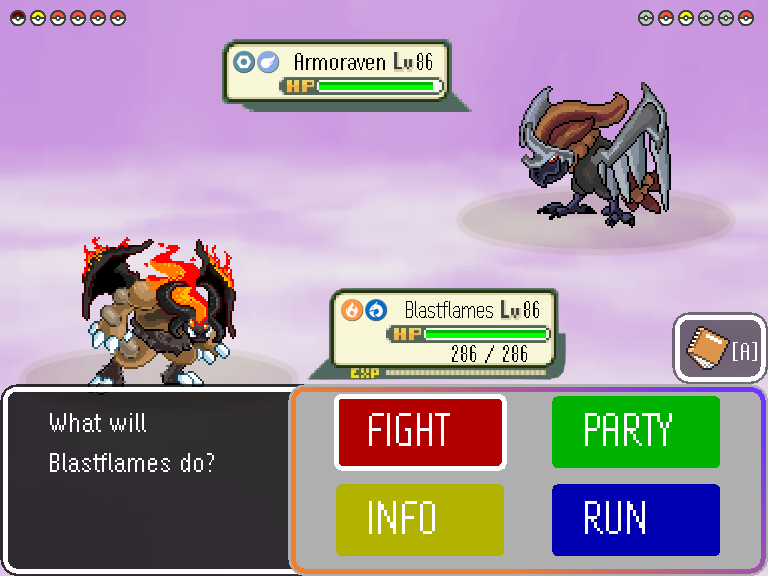 Armoraven Lv86
HP
Blastflames Lv86
HP
286 / 286
EXP
[A]
What will
Blastflames do?
FIGHT
PARTY
INFO
RUN